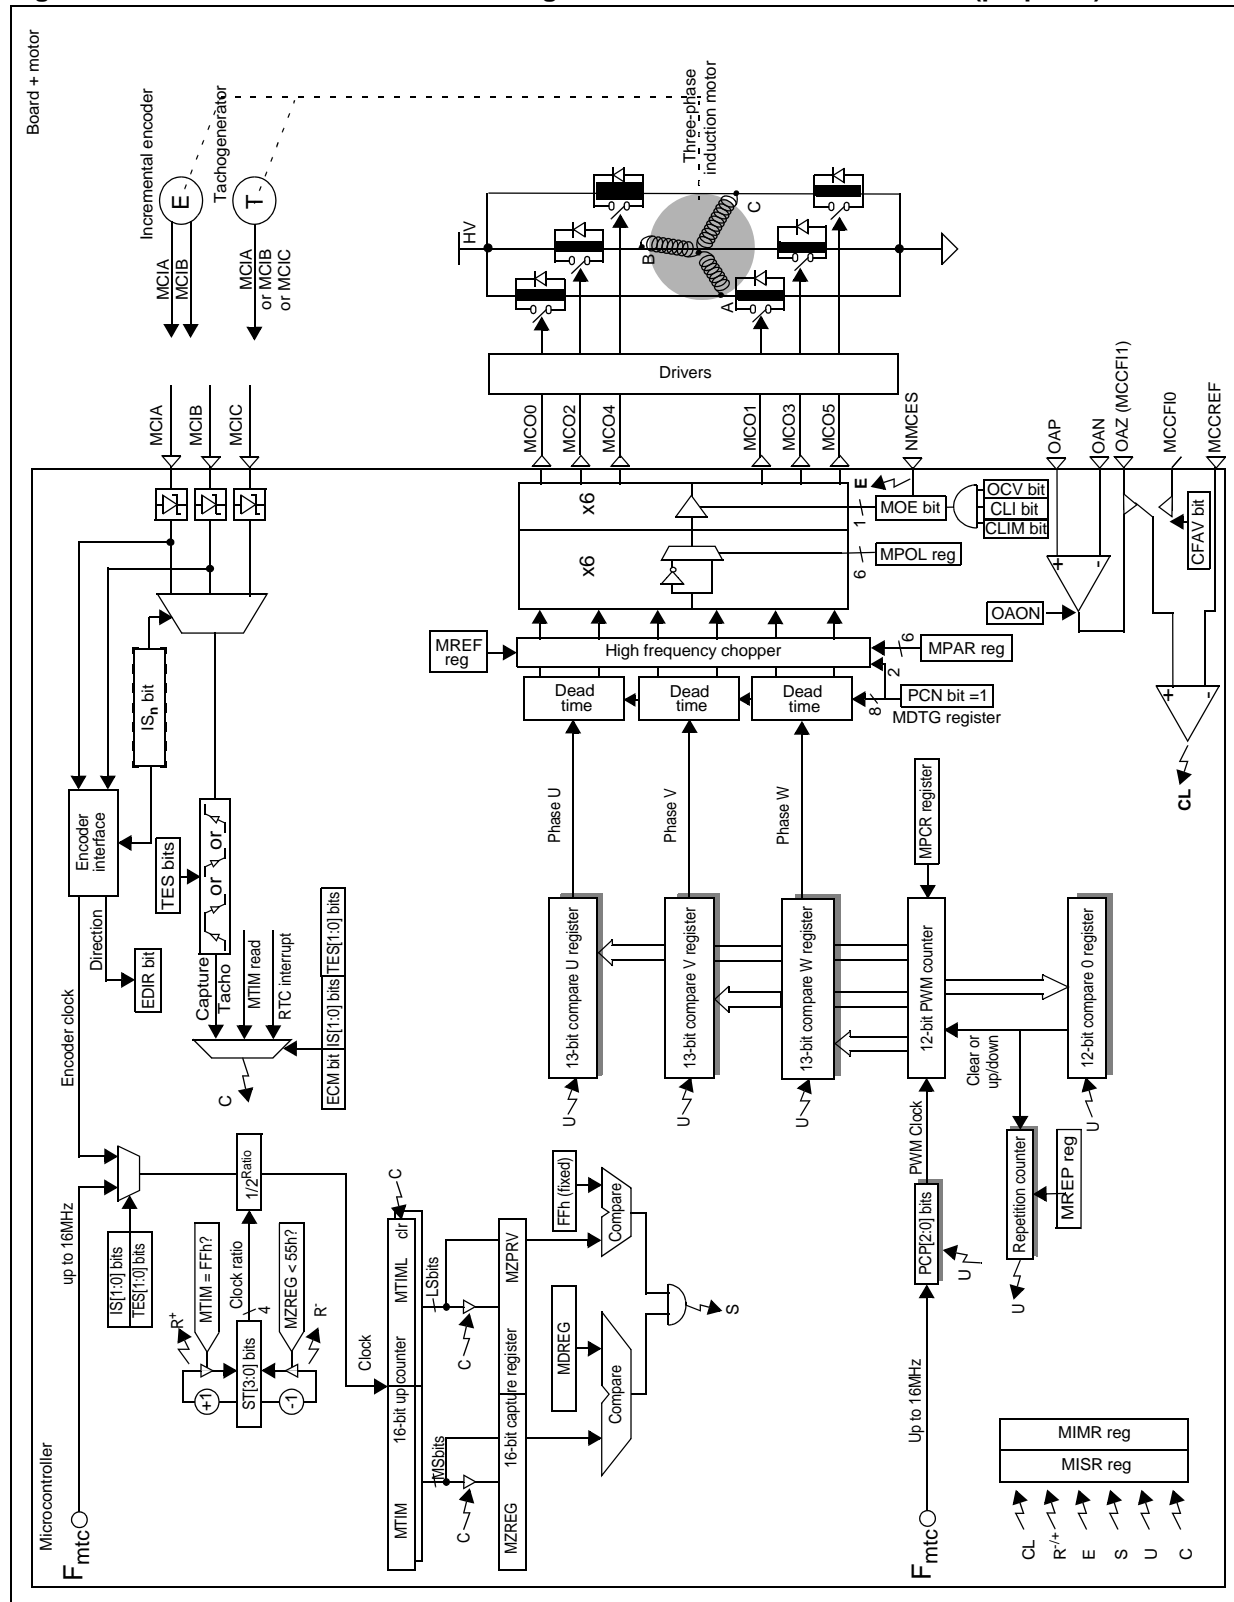 Board + motor
Incremental encoder
E
Tachogenerator
T
MCIA
MCIB
MCIA
or MCIB
or MCIC
Three-phase
induction motor
HV
A
B
C
Drivers
MCIA
MCIB
MCIC
MCO0
MCO2
MCO4
MCO1
MCO3
MCO5
NMCES
OAP
OAN
OAZ (MCCFI1)
MCCFI0
MCCREF
Microcontroller
x6
x6
E
1
MOE bit
OCV bit
CLI bit
CLIM bit
6
MPOL reg
CFAV bit
+
-
OAON
+
-
CL
MREF
reg
High frequency chopper
6
MPAR reg
2
Dead
time
Dead
time
Dead
time
8
PCN bit =1
MDTG register
ISn bit
Encoder
interface
TES bits
or
or
Direction
EDIR bit
Encoder clock
Capture
Tacho
MTIM read
RTC interrupt
ECM bit
IS[1:0] bits
TES[1:0] bits
C
Phase U
Phase V
Phase W
MPCR register
13-bit compare U register
13-bit compare V register
13-bit compare W register
12-bit PWM counter
12-bit compare 0 register
U
U
U
U
Clear or
up/down
PWM Clock
PCP[2:0] bits
U
Repetition counter
MREP reg
U
Up to 16MHz
Fmtc
up to 16MHz
Fmtc
IS[1:0] bits
TES[1:0] bits
1/2Ratio
Clock ratio
4
MTIM = FFh?
MZREG < 55h?
R+
R-
+1
ST[3:0] bits
-1
Clock
C
clr
MTIML
16-bit up counter
MTIM
LSbits
MSbits
C
C
MZPRV
16-bit capture register
MZREG
FFh (fixed)
Compare
MDREG
Compare
S
MIMR reg
MISR reg
CL
R-/+
E
S
U
C